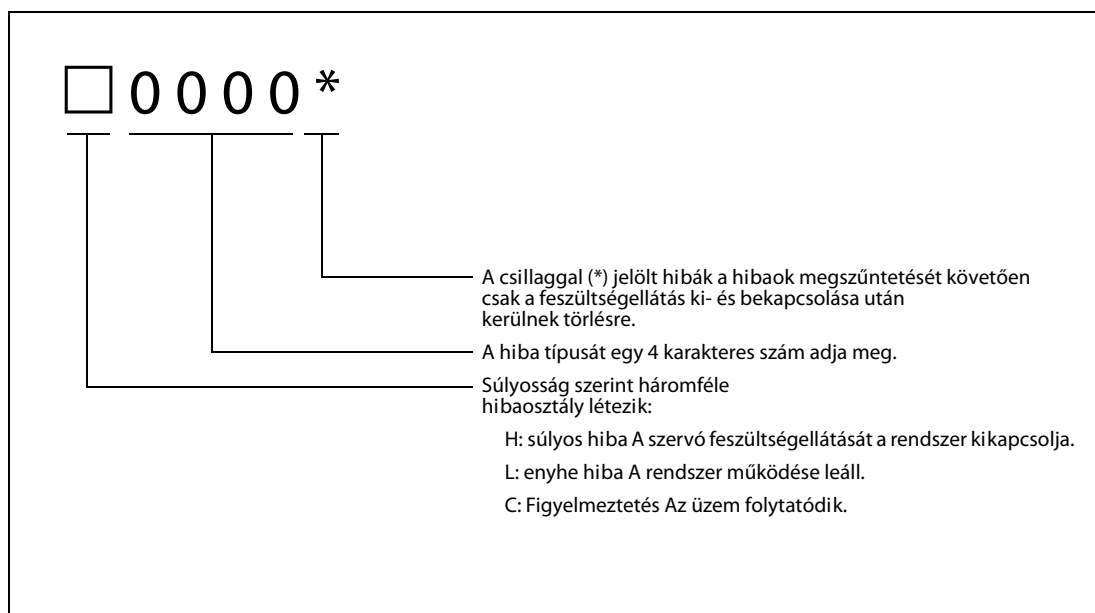 □ 0 0 0 0 *
A csillaggal (*) jelölt hibák a hibaok megszűntetését követően
csak a feszültségellátás ki- és bekapcsolása után
kerülnek törlésre.
A hiba típusát egy 4 karakteres szám adja meg.
Súlyosság szerint háromféle
hibaosztály létezik:
H: súlyos hiba A szervó feszültségellátását a rendszer kikapcsolja.
L: enyhe hiba A rendszer működése leáll.
C: Figyelmeztetés Az üzem folytatódik.